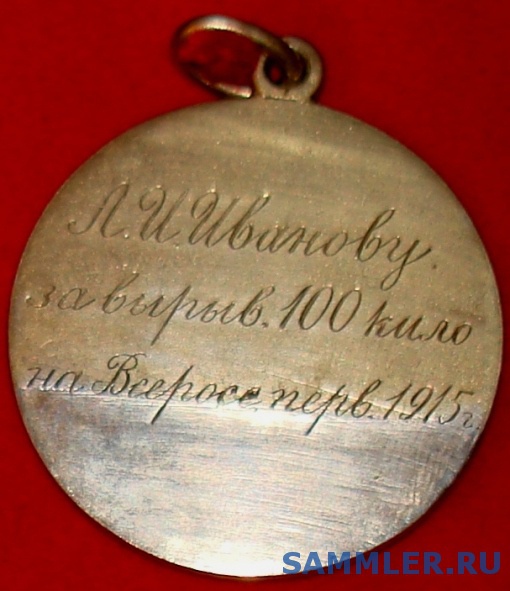 Л. И. Иванову.
за вырыв. 100 кило
на Всеросс. перв. 1915 г.
SAMMLER.RU